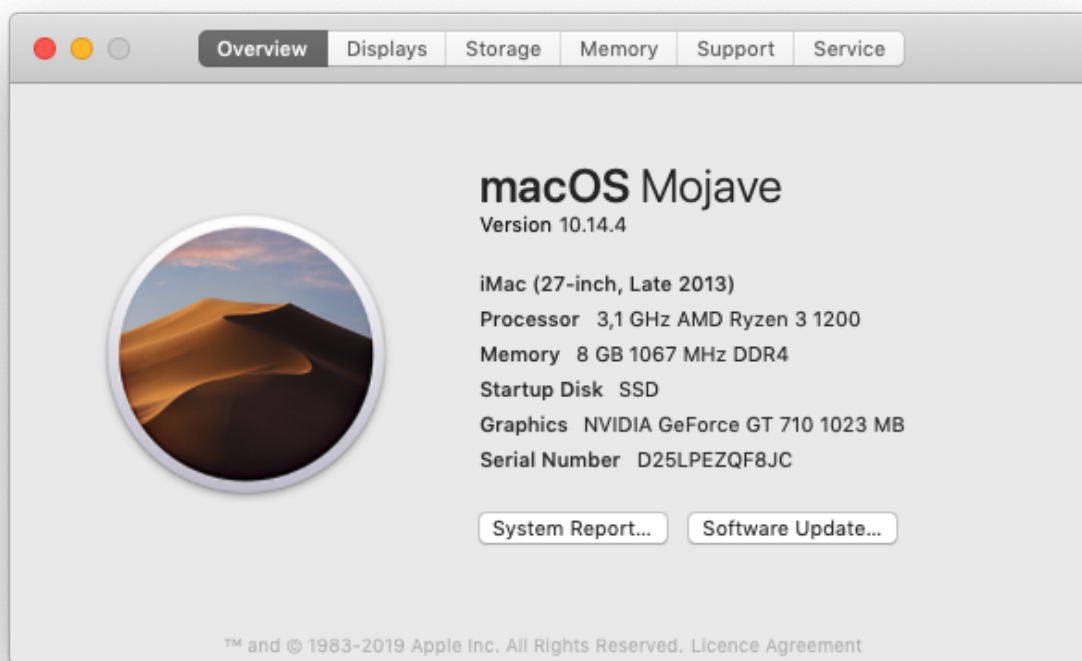 Overview Displays Storage Memory Support Service
macOS Mojave
Version 10.14.4
iMac (27-inch, Late 2013)
Processor 3,1 GHz AMD Ryzen 3 1200
Memory 8 GB 1067 MHz DDR4
Startup Disk SSD
Graphics NVIDIA GeForce GT 710 1023 MB
Serial Number D25LPEZQF8JC
System Report... Software Update...
™ and © 1983-2019 Apple Inc. All Rights Reserved. Licence Agreement